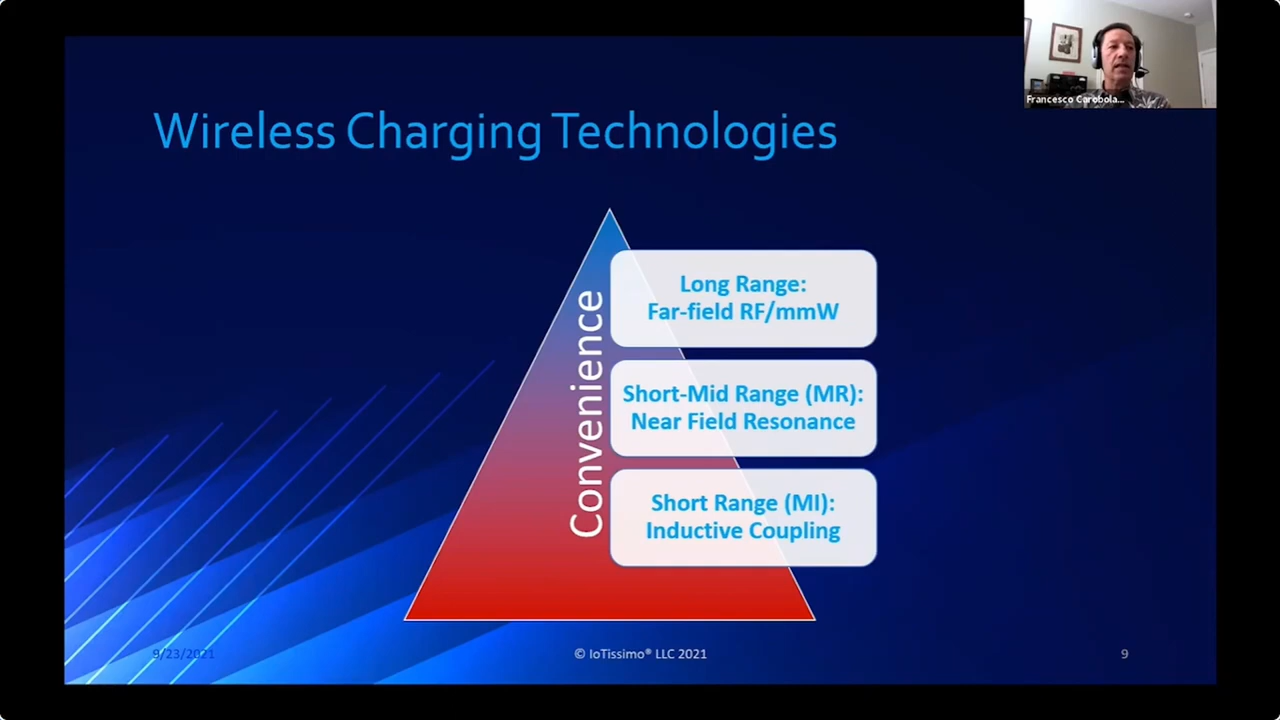 Francesco Carobola...
Wireless Charging Technologies
Convenience
Long Range:
Far-field RF/mmW
Short-Mid Range (MR):
Near Field Resonance
Short Range (MI):
Inductive Coupling
9/23/2021
© IoTissimo® LLC 2021
9